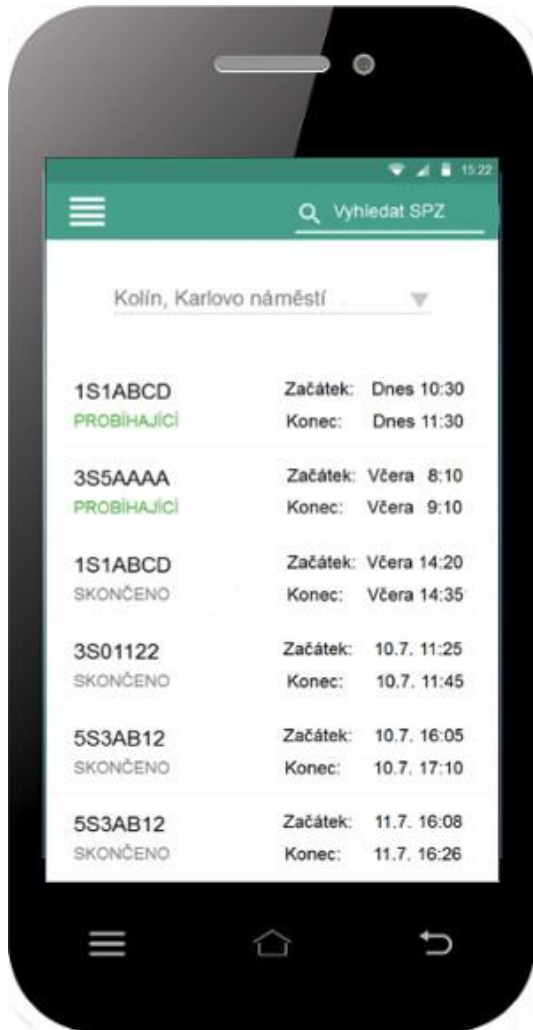 15:22
Vyhledat SPZ
Kolín, Karlovo náměstí
1S1ABCD Začátek: Dnes 10:30
PROBÍHAJÍCÍ Konec: Dnes 11:30
3S5AAAA Začátek: Včera 8:10
PROBÍHAJÍCÍ Konec: Včera 9:10
1S1ABCD Začátek: Včera 14:20
SKONČENO Konec: Včera 14:35
3S01122 Začátek: 10.7. 11:25
SKONČENO Konec: 10.7. 11:45
5S3AB12 Začátek: 10.7. 16:05
SKONČENO Konec: 10.7. 17:10
5S3AB12 Začátek: 11.7. 16:08
SKONČENO Konec: 11.7. 16:26